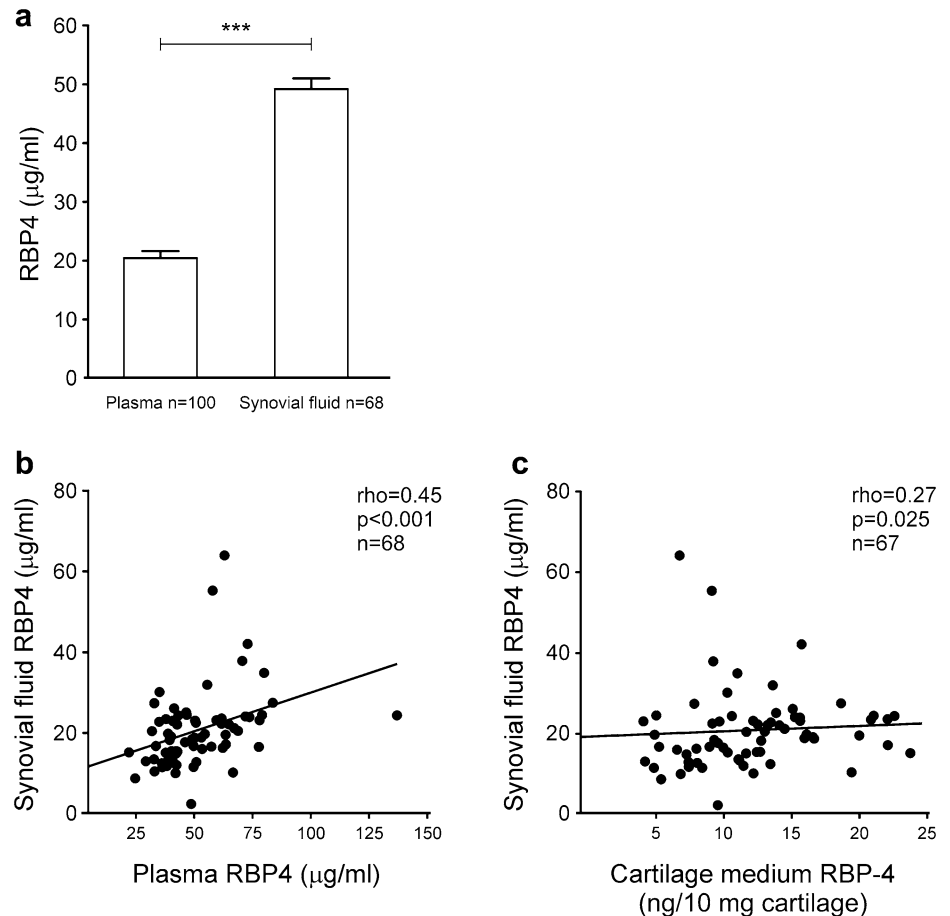 a
***
60
50
40
30
20
10
0
RBP4 (μg/ml)
Plasma n=100 Synovial fluid n=68
b
rho=0.45
p<0.001
n=68
80
60
40
20
0
Synovial fluid RBP4 (μg/ml)
25 50 75 100 125 150
Plasma RBP4 (μg/ml)
c
rho=0.27
p=0.025
n=67
80
60
40
20
0
Synovial fluid RBP4 (μg/ml)
5 10 15 20 25
Cartilage medium RBP-4
(ng/10 mg cartilage)